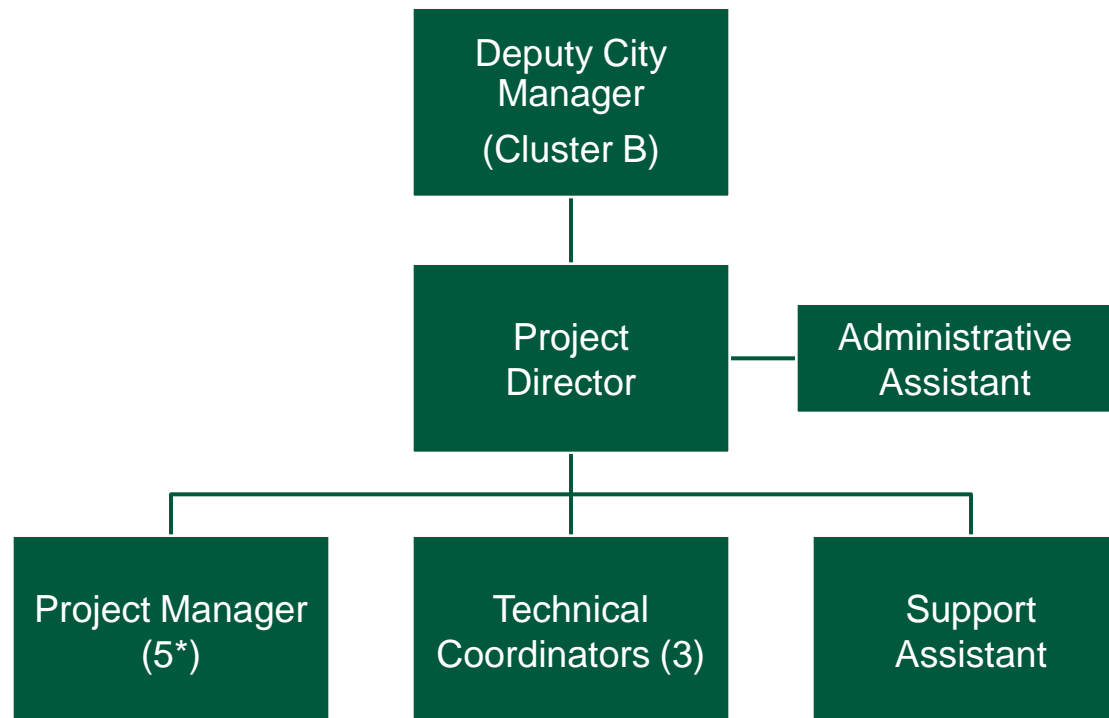 Deputy City
Manager
(Cluster B)
Project
Director
Administrative
Assistant
Project Manager
(5*)
Technical
Coordinators (3)
Support
Assistant